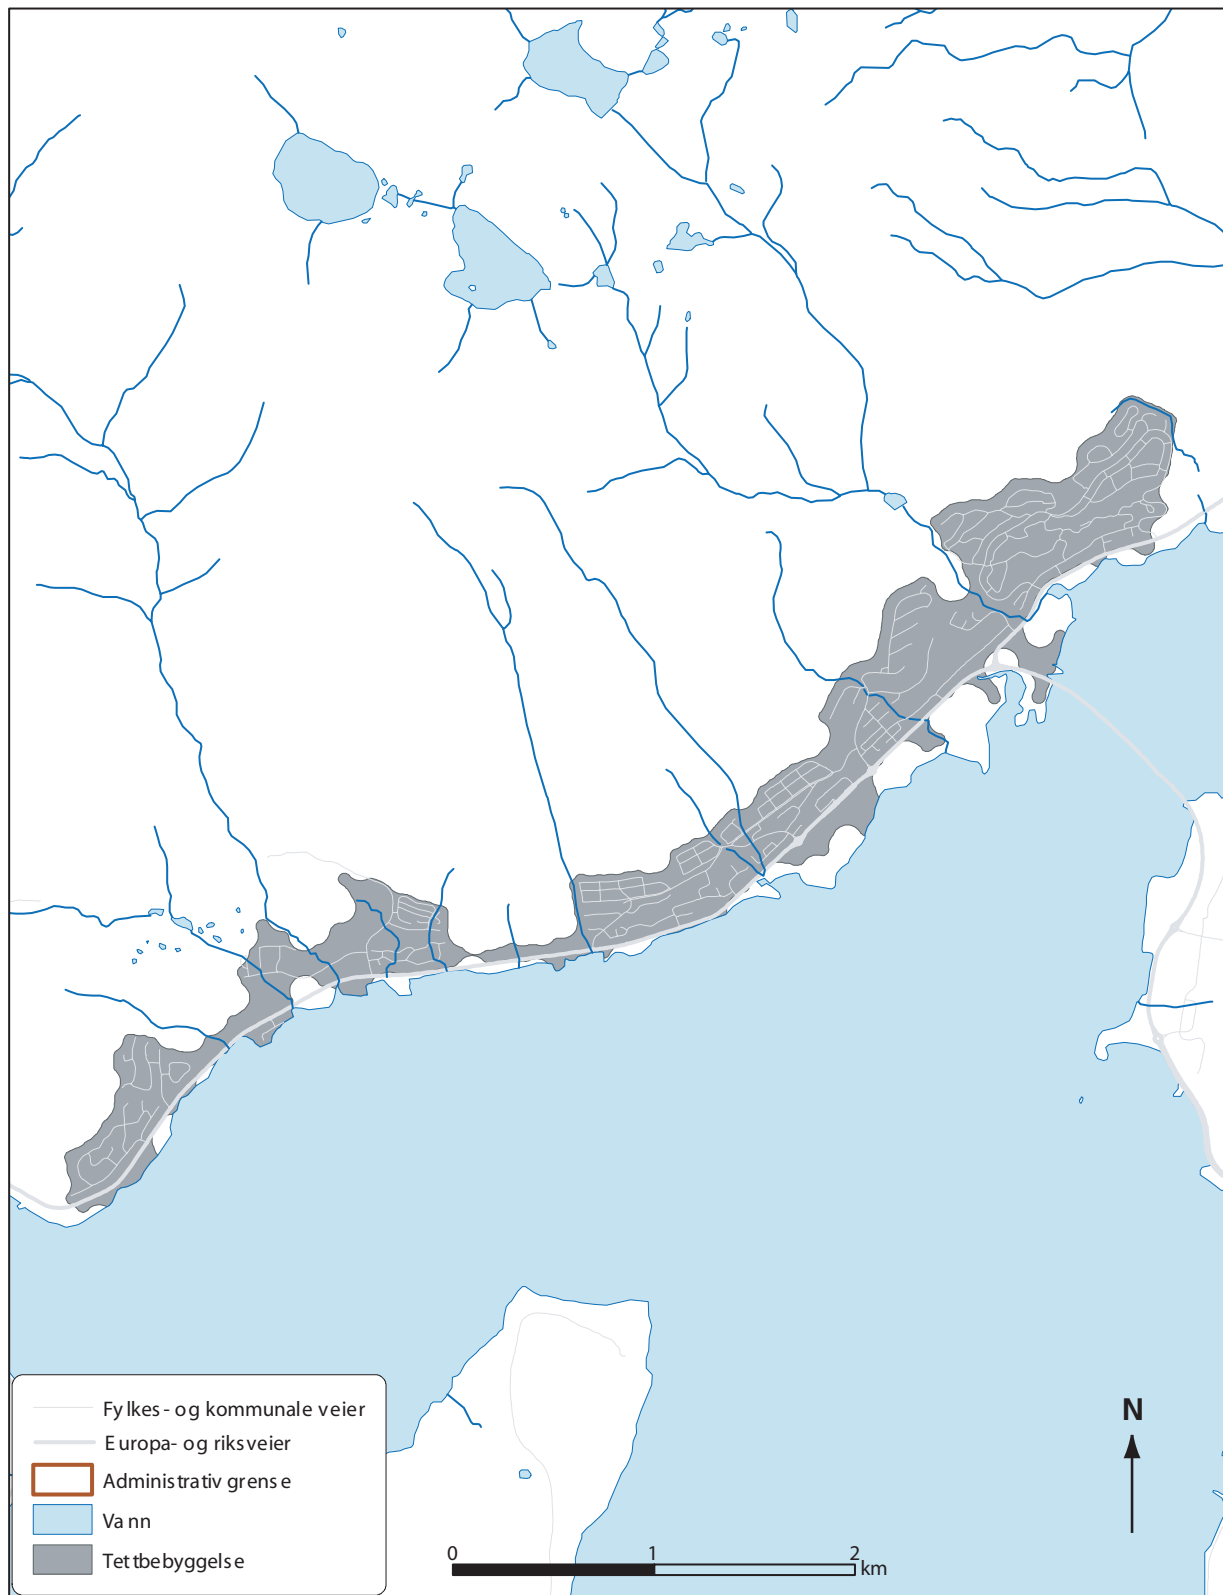 Fylkes- og kommunale veier
Europa- og riksveier
Administrativ grense
Vann
Tettbebyggelse
0 1 2
km
N